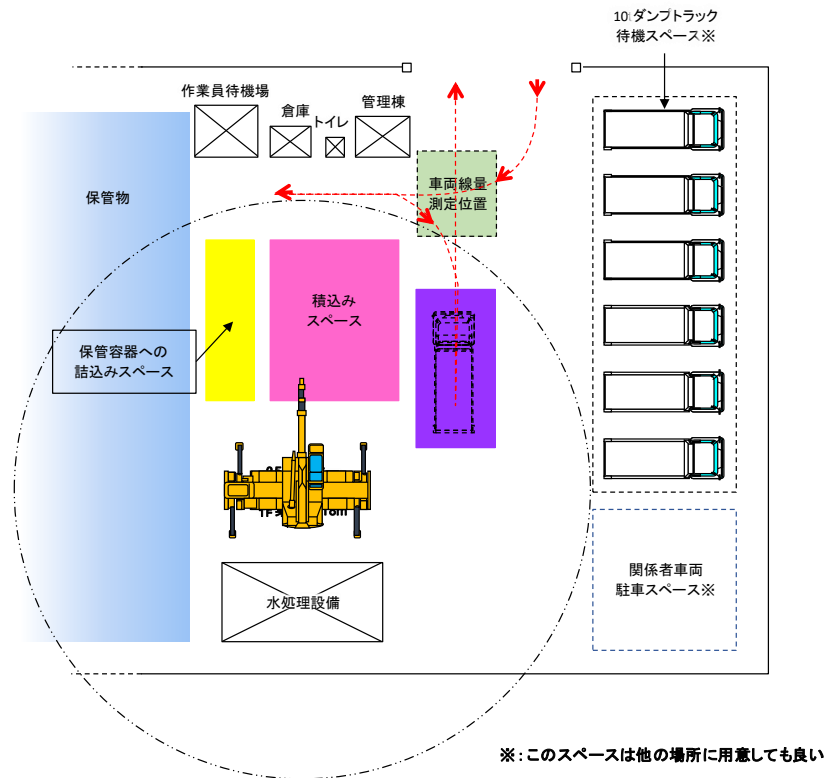 10tダンプトラック
待機スペース※
作業員待機場
倉庫
トイレ
管理棟
車両線量
測定位置
保管物
積込み
スペース
保管容器への
詰込みスペース
水処理設備
関係者車両
駐車スペース※
※：このスペースは他の場所に用意しても良い